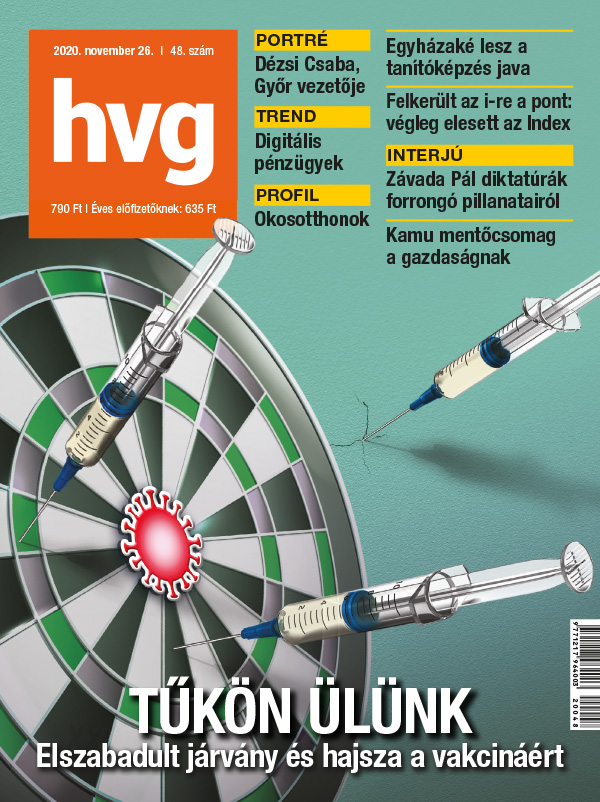 2020. november 26. I 48. szám
hvg
790 Ft I Éves előfizetőknek: 635 Ft
PORTRÉ
Dézsi Csaba,
Győr vezetője
TREND
Digitális
pénzügyek
PROFIL
Okosotthonok
Egyházaké lesz a
tanítóképzés java
Felkerült az i-re a pont:
végleg elesett az Index
INTERJÚ
Závada Pál diktatúrák
forrongó pillanatairól
Kamu mentőcsomag
a gazdaságnak
TŰKÖN ÜLÜNK
Elszabadult járvány és hajsza a vakcináért
9771217964003
20048